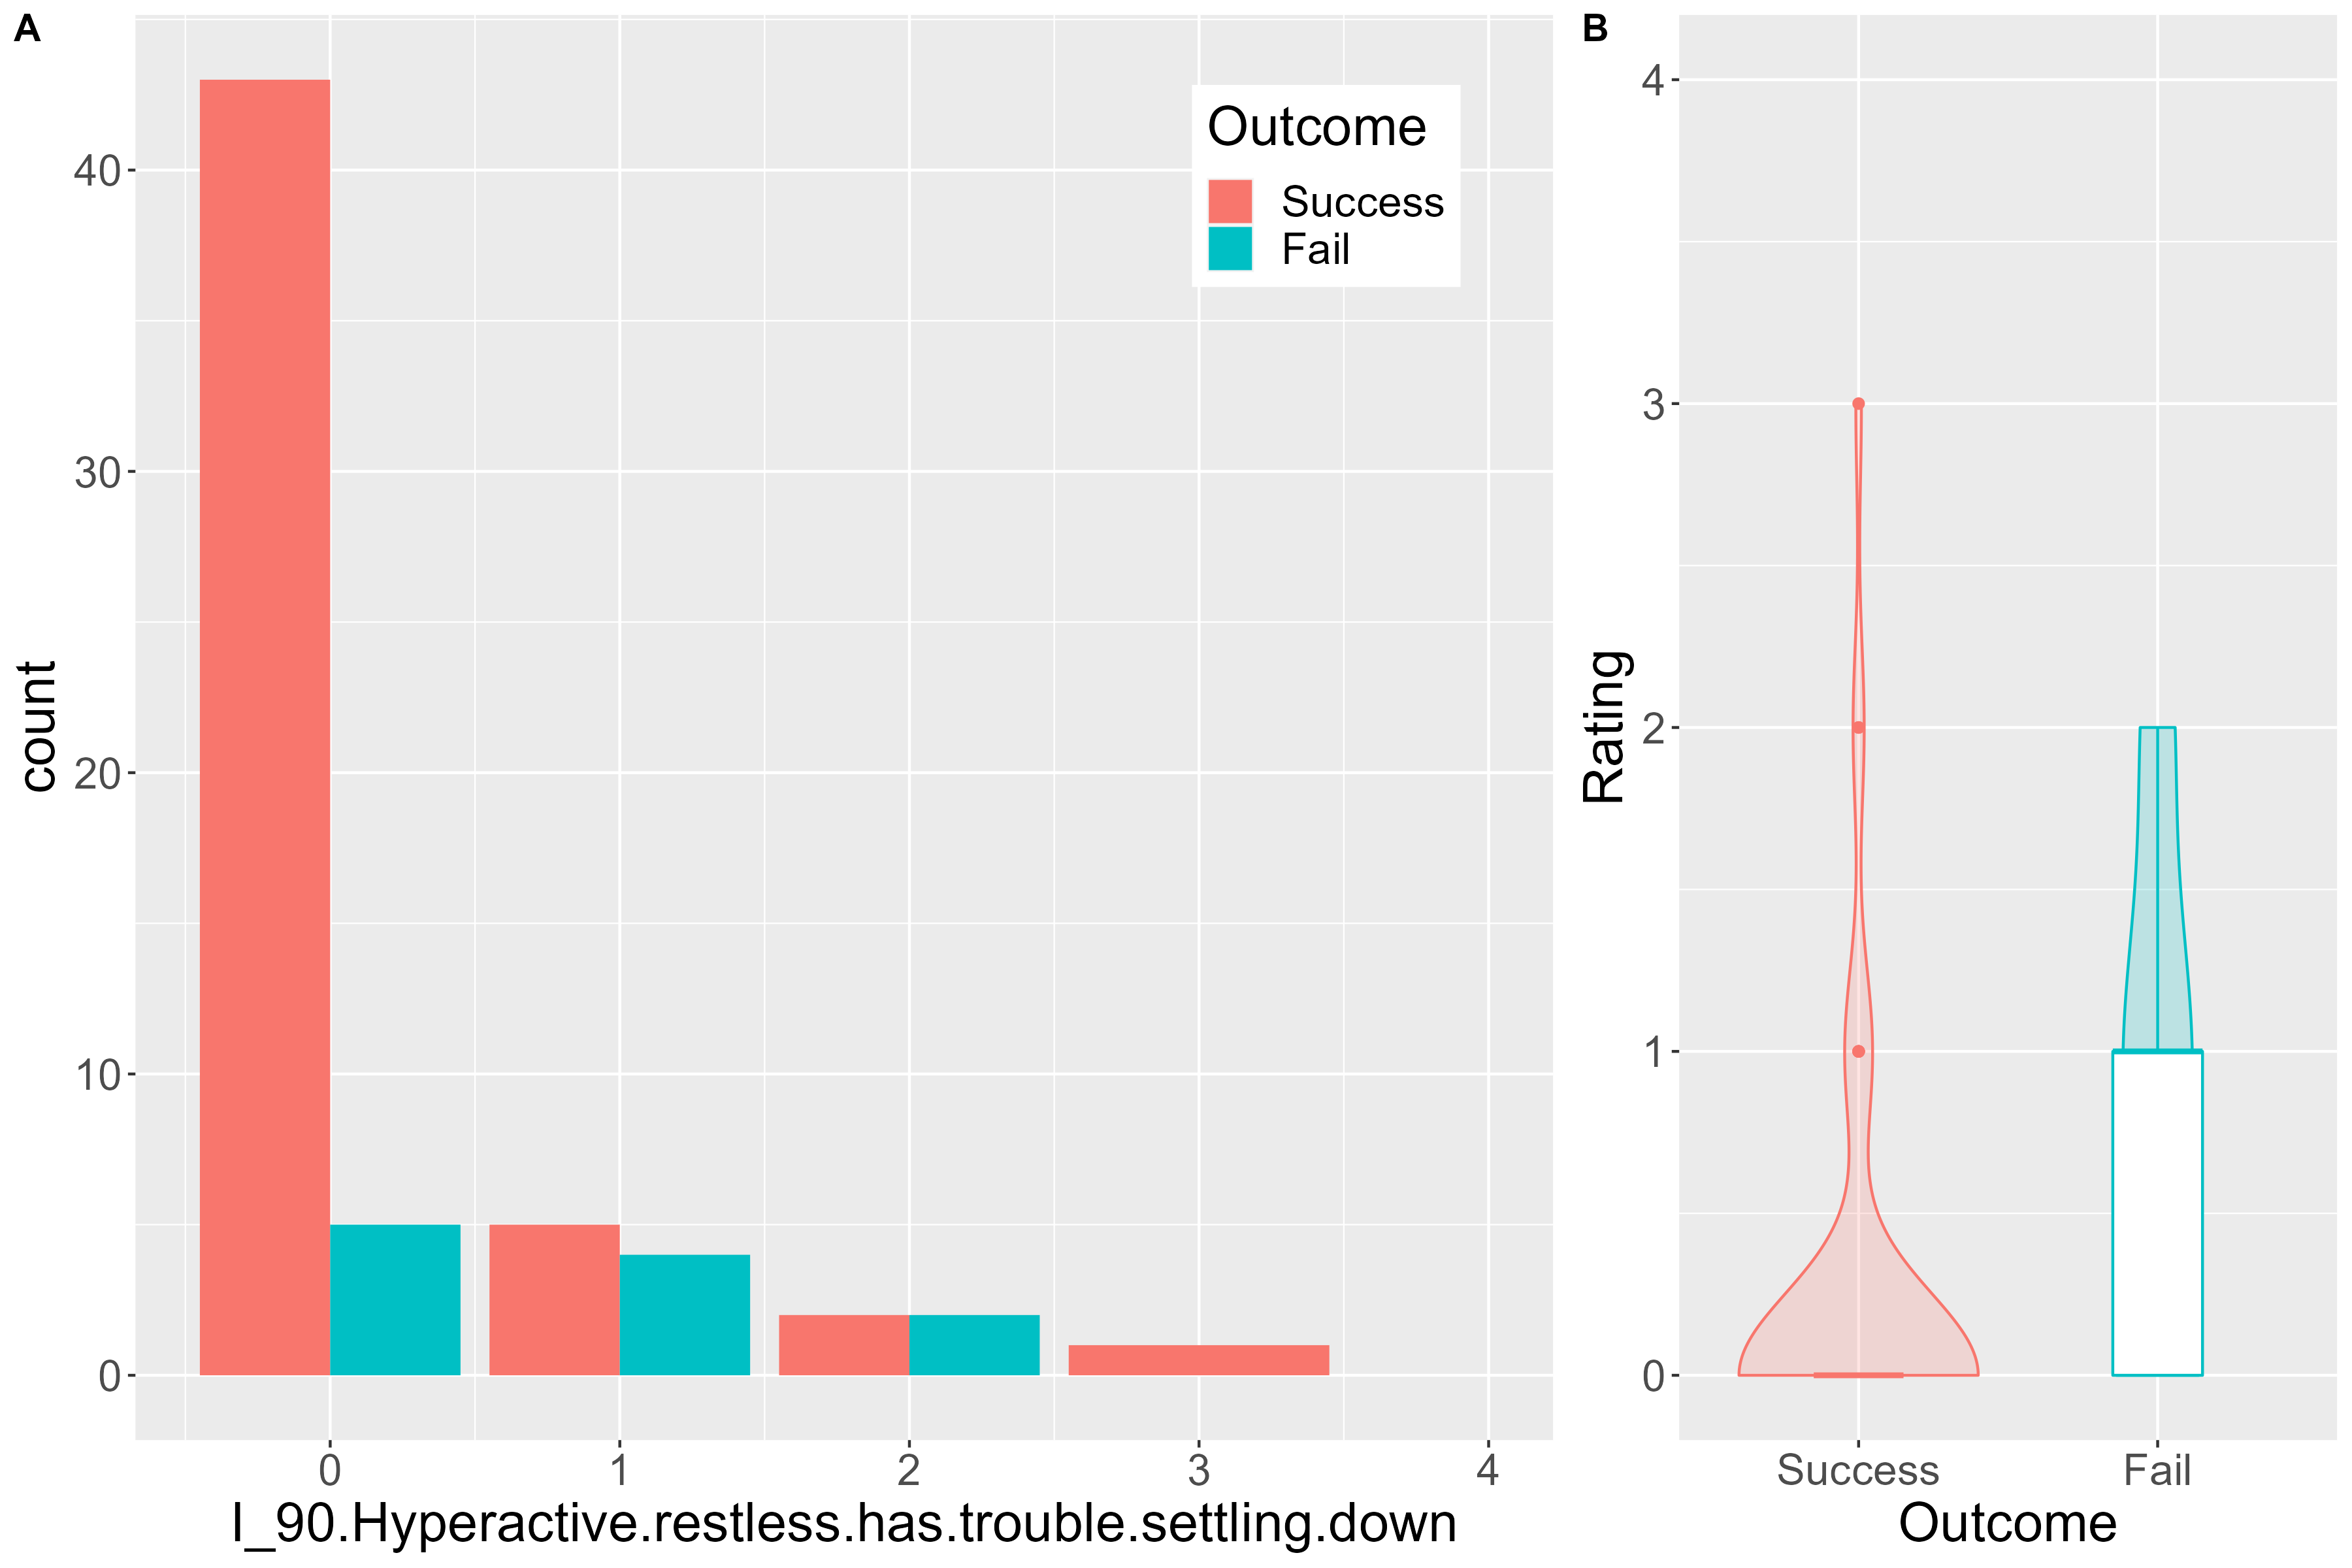 A
count
40
30
20
10
0
0 1 2 3 4
I_90.Hyperactive.restless.has.trouble.settling.down
Outcome
Success
Fail
B
Rating
4
3
2
1
0
Success Fail
Outcome